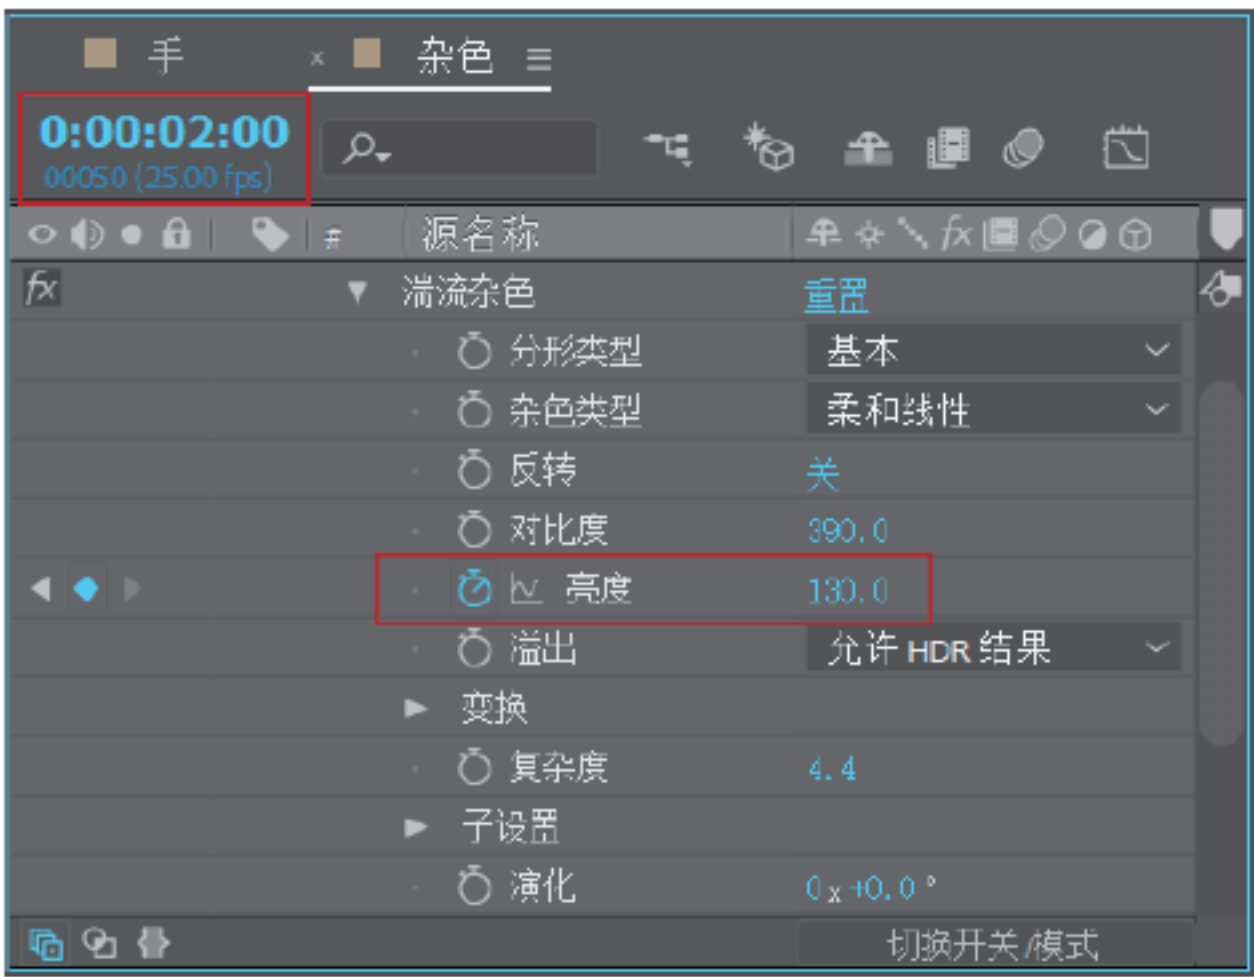 手 x 杂色
0:00:02:00
00050 (25.00 fps)
# 源名称
fx 湍流杂色 重置
分形类型 基本
杂色类型 柔和线性
反转 关
对比度 390.0
亮度 130.0
溢出 允许 HDR 结果
变换
复杂度 4.4
子设置
演化 0x+0.0°
切换开关/模式